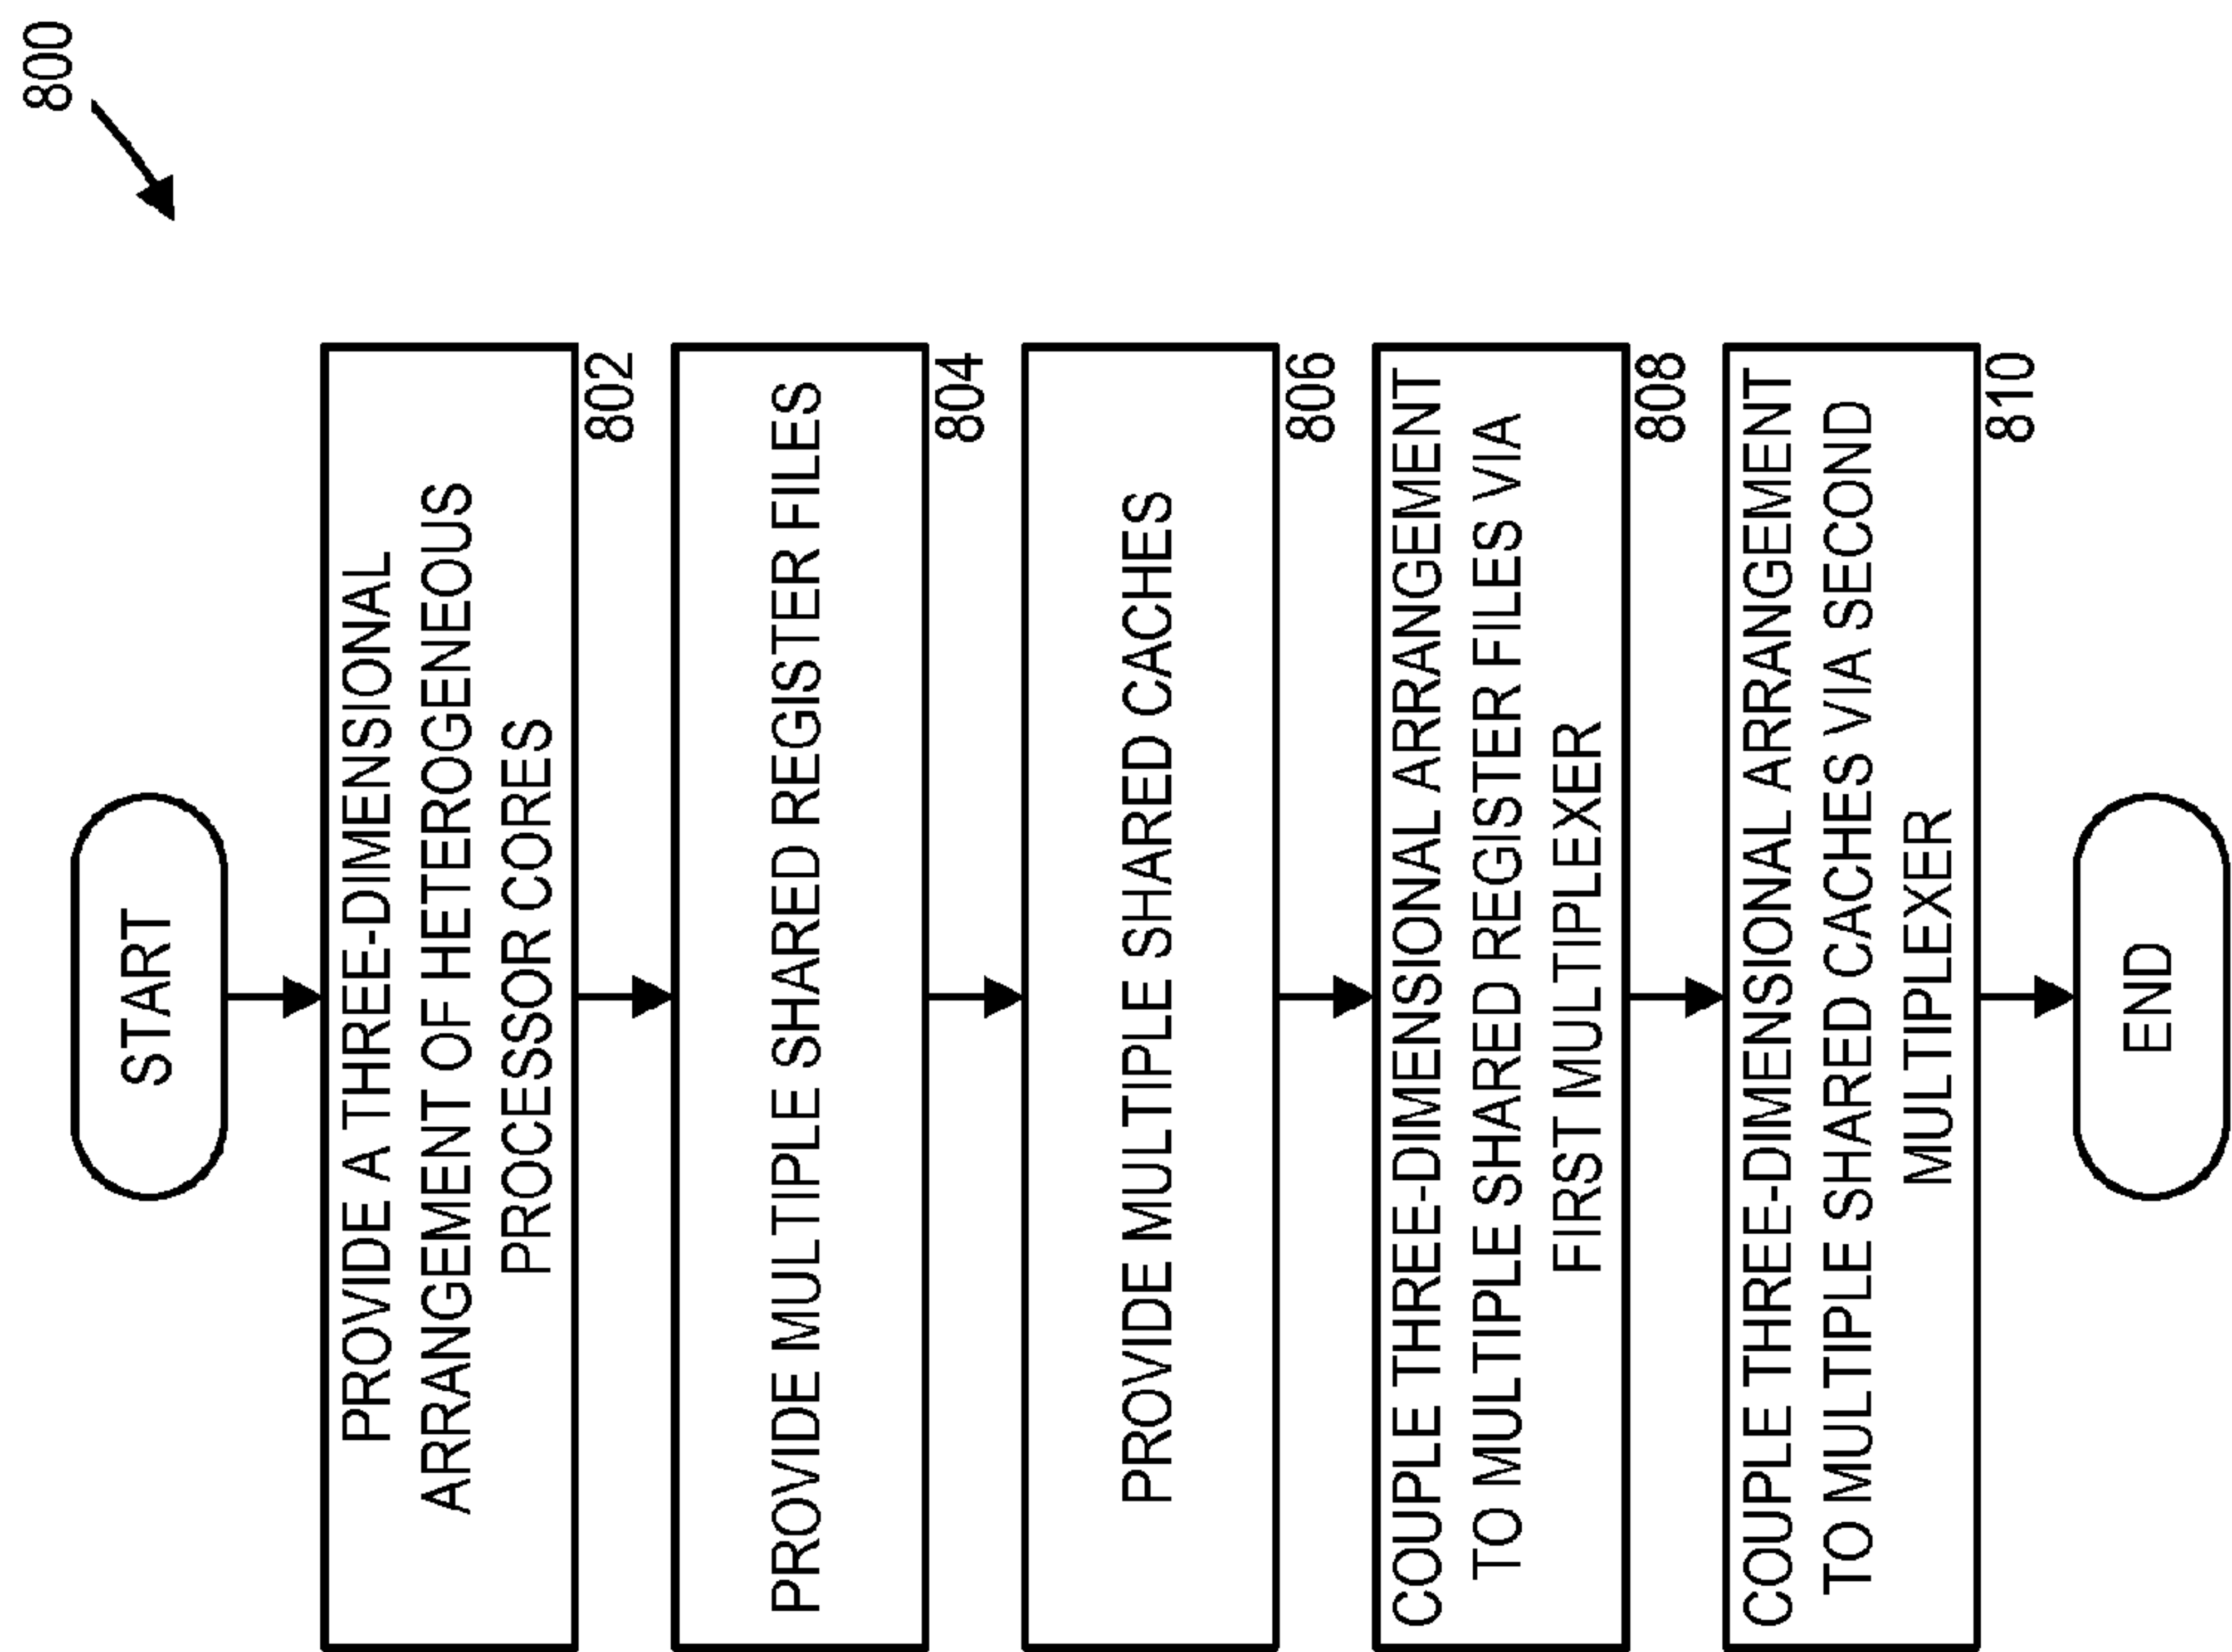 800
START
PROVIDE A THREE-DIMENSIONAL
ARRANGEMENT OF HETEROGENEOUS
PROCESSOR CORES
802
PROVIDE MULTIPLE SHARED REGISTER FILES
804
PROVIDE MULTIPLE SHARED CACHES
806
COUPLE THREE-DIMENSIONAL ARRANGEMENT
TO MULTIPLE SHARED REGISTER FILES VIA
FIRST MULTIPLEXER
808
COUPLE THREE-DIMENSIONAL ARRANGEMENT
TO MULTIPLE SHARED CACHES VIA SECOND
MULTIPLEXER
810
END